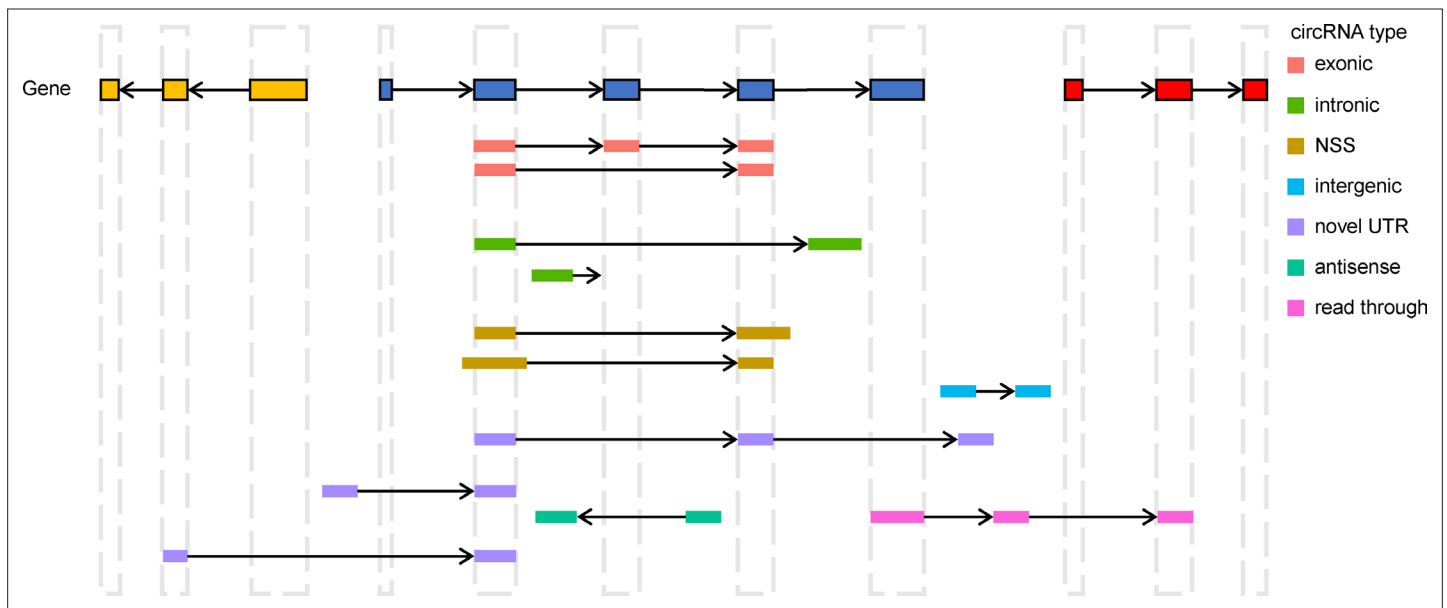 circRNA type
exonic
Gene
intronic
NSS
intergenic
novel UTR
antisense
read through